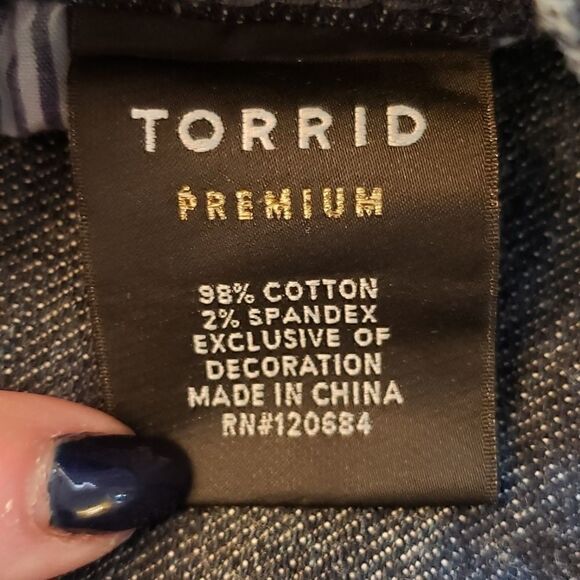 TORRID
PREMIUM
98% COTTON
2% SPANDEX
EXCLUSIVE OF
DECORATION
MADE IN CHINA
RN#120684